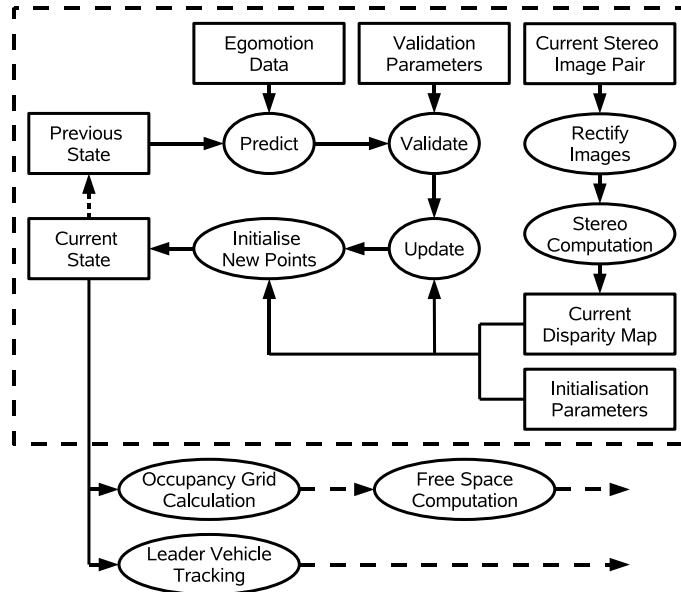 Egomotion
Data
Validation
Parameters
Current Stereo
Image Pair
Previous
State
Predict
Validate
Rectify
Images
Current
State
Initialise
New Points
Update
Stereo
Computation
Current
Disparity Map
Initialisation
Parameters
Occupancy Grid
Calculation
Free Space
Computation
Leader Vehicle
Tracking